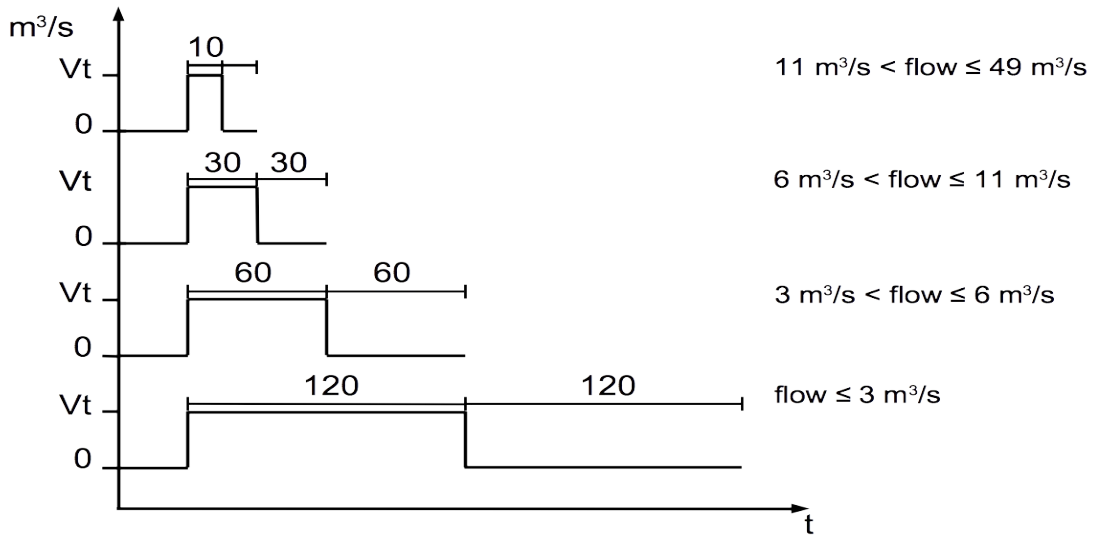 m³/s
10
Vt
11 m³/s < flow ≤ 49 m³/s
0
30 30
Vt
6 m³/s < flow ≤ 11 m³/s
0
60 60
Vt
3 m³/s < flow ≤ 6 m³/s
0
120 120
flow ≤ 3 m³/s
Vt
0
t